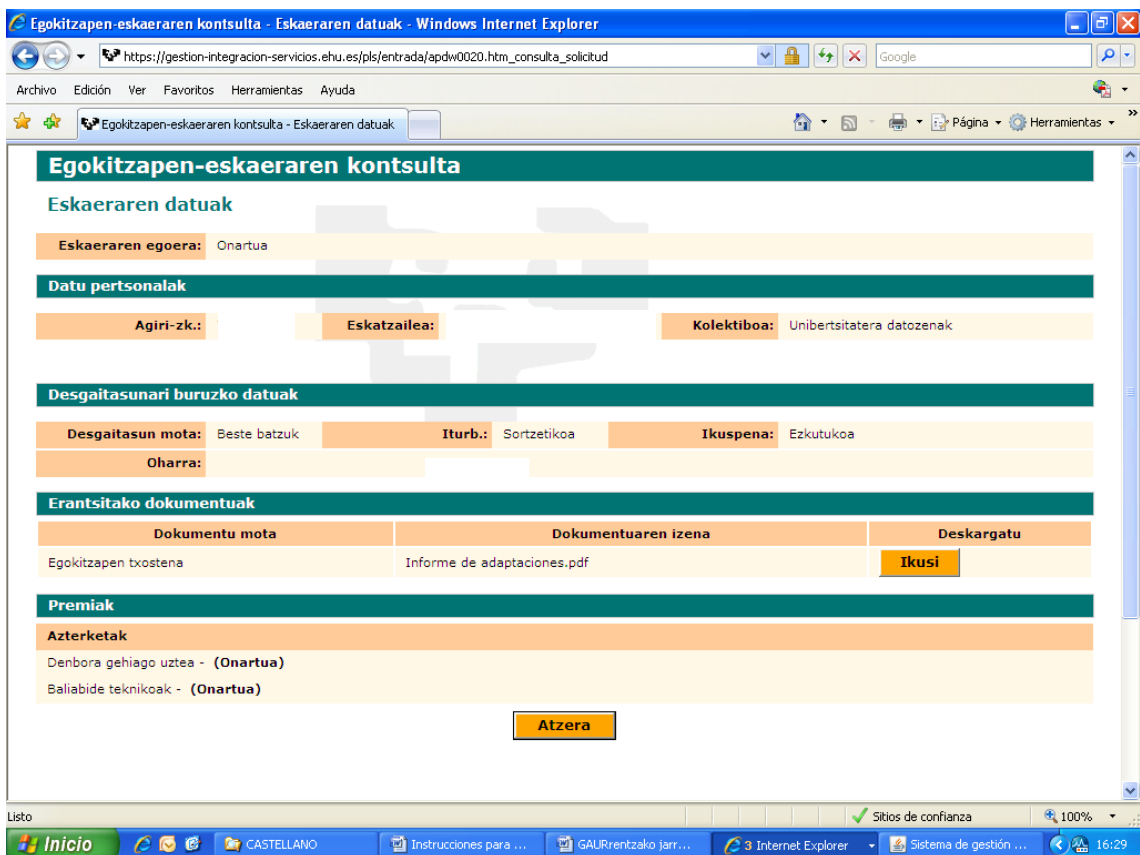 Egokitzapen-eskaeraren kontsulta - Eskaeraren datuak - Windows Internet Explorer
https://gestion-integracion-servicios.ehu.es/pls/entrada/apdw0020.htm_consulta_solicitud
Google
Archivo Edición Ver Favoritos Herramientas Ayuda
Egokitzapen-eskaeraren kontsulta - Eskaeraren datuak
Página Herramientas »
Egokitzapen-eskaeraren kontsulta
Eskaeraren datuak
Eskaeraren egoera: Onartua
Datu pertsonalak
Agiri-zk.: Eskatzailea: Kolektiboa: Unibertsitatera datozenak
Desgaitasunari buruzko datuak
Desgaitasun mota: Beste batzuk Iturb.: Sortzetikoa Ikuspena: Ezkutukoa
Oharra:
Erantsitako dokumentuak
Dokumentu mota Dokumentuaren izena Deskargatu
Egokitzapen txostena Informe de adaptaciones.pdf Ikusi
Premiak
Azterketak
Denbora gehiago uztea - (Onartua)
Baliabide teknikoak - (Onartua)
Atzera
Listo Sitios de confianza 100%
Inicio CASTELLANO Instrucciones para ... GAURrentzako jarr... 3 Internet Explorer Sistema de gestión ... 16:29